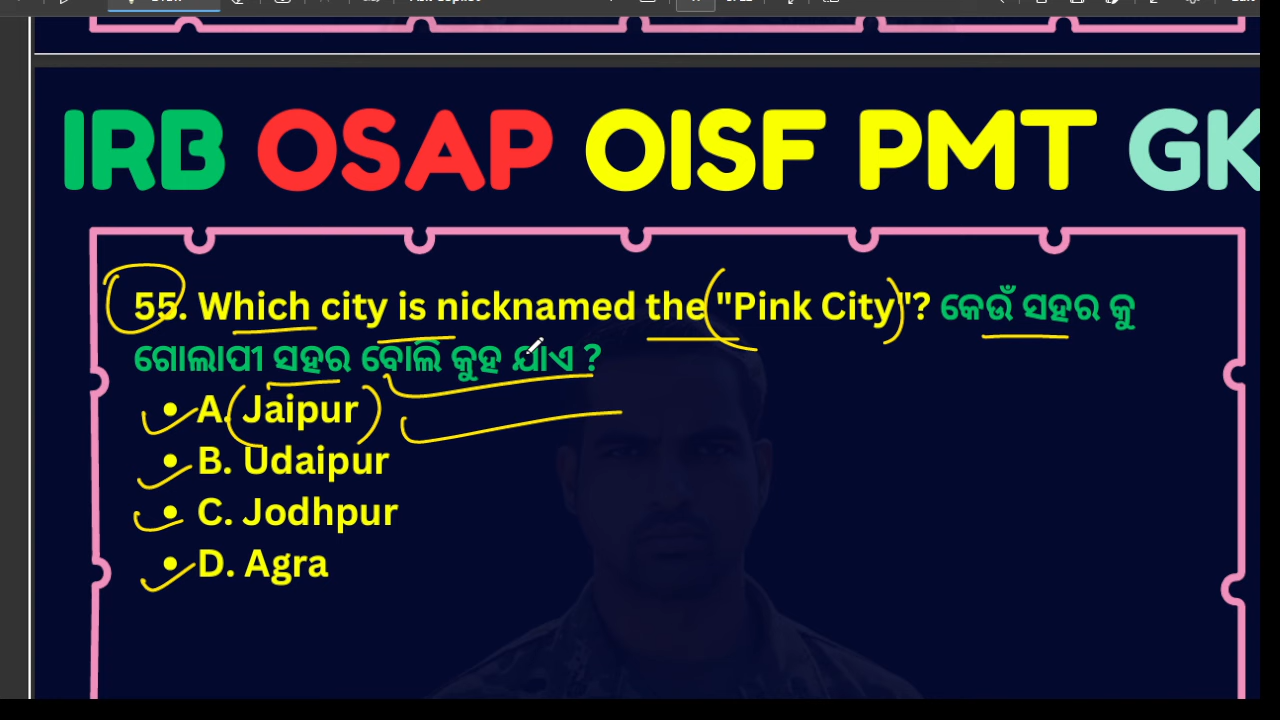 IRB OSAP OISF PMT GK
55. Which city is nicknamed the "Pink City"? କେଉଁ ସହର କୁ
ଗୋଲାପୀ ସହର ବୋଲି କୁହ ଯାଏ ?
• A. Jaipur
• B. Udaipur
• C. Jodhpur
• D. Agra